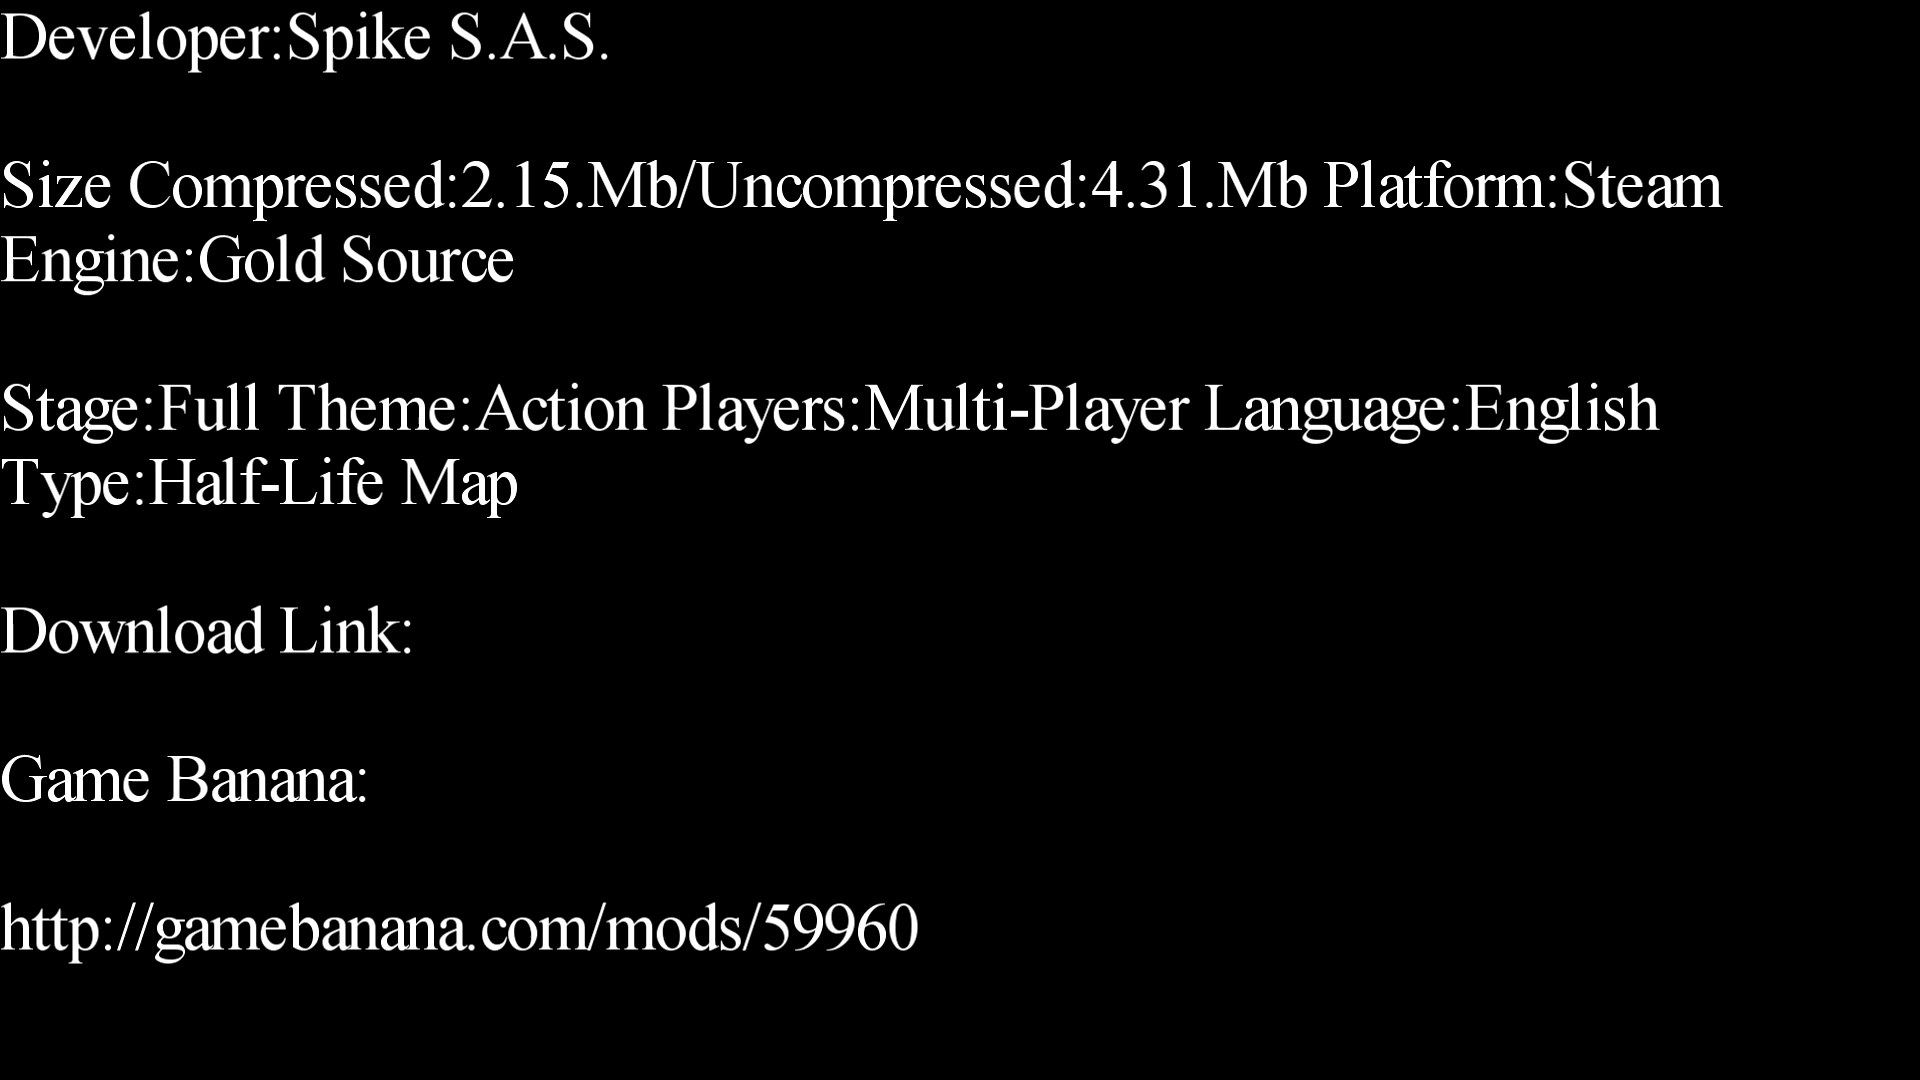 Developer:Spike S.A.S.
Size Compressed:2.15.Mb/Uncompressed:4.31.Mb Platform:Steam
Engine:Gold Source
Stage:Full Theme:Action Players:Multi-Player Language:English
Type:Half-Life Map
Download Link:
Game Banana:
http://gamebanana.com/mods/59960